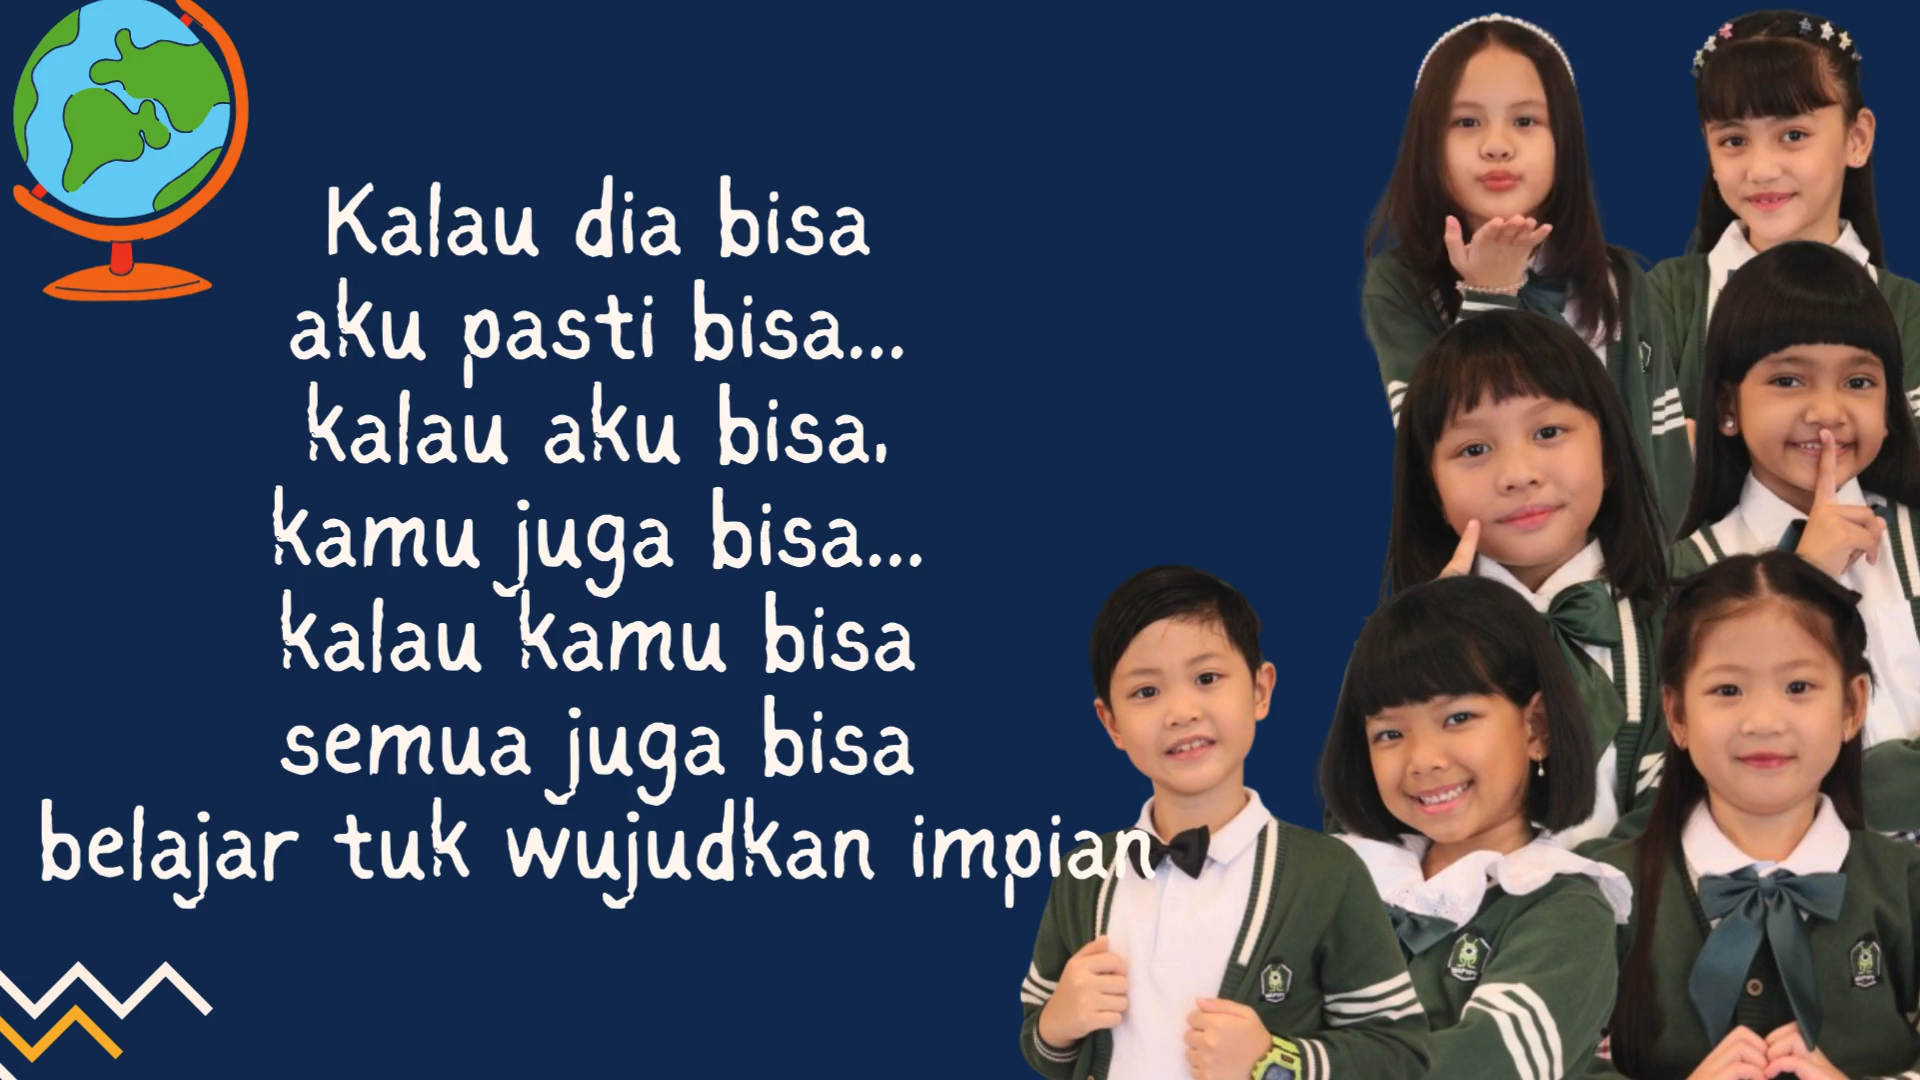 Kalau dia bisa
aku pasti bisa...
kalau aku bisa,
kamu juga bisa...
kalau kamu bisa
semua juga bisa
belajar tuk wujudkan impian